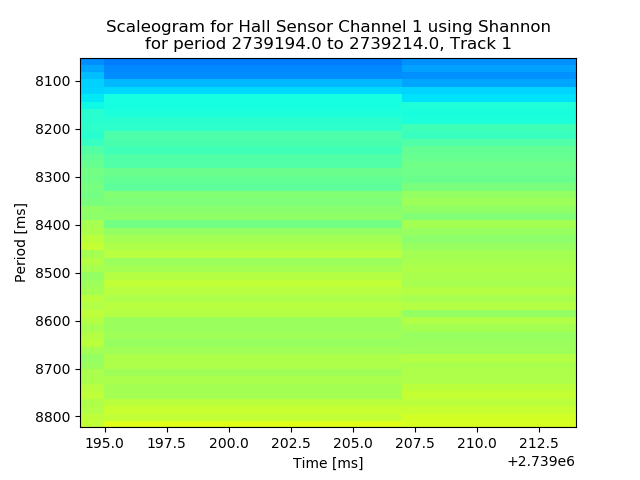 Scaleogram for Hall Sensor Channel 1 using Shannon
for period 2739194.0 to 2739214.0, Track 1
8100
8200
8300
8400
8500
8600
8700
8800
Period [ms]
195.0 197.5 200.0 202.5 205.0 207.5 210.0 212.5
Time [ms]
+2.739e6